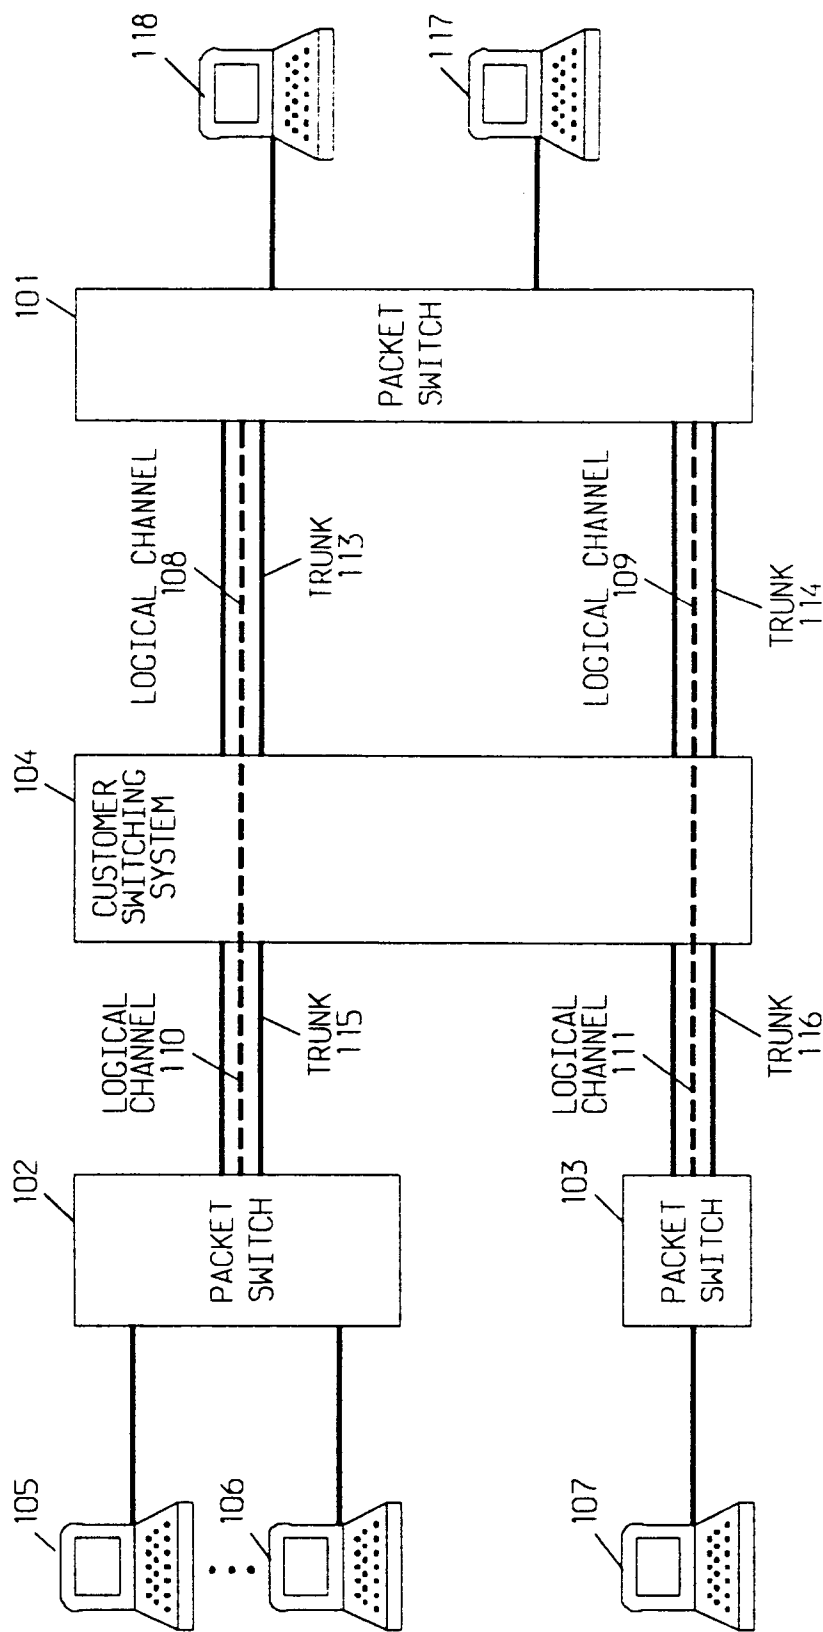 105
102
104
101
118
CUSTOMER
SWITCHING
SYSTEM
LOGICAL
CHANNEL
110
LOGICAL CHANNEL
108
106
PACKET
SWITCH
TRUNK
115
TRUNK
113
PACKET
SWITCH
117
107
103
LOGICAL
CHANNEL
111
LOGICAL CHANNEL
109
PACKET
SWITCH
TRUNK
116
TRUNK
114